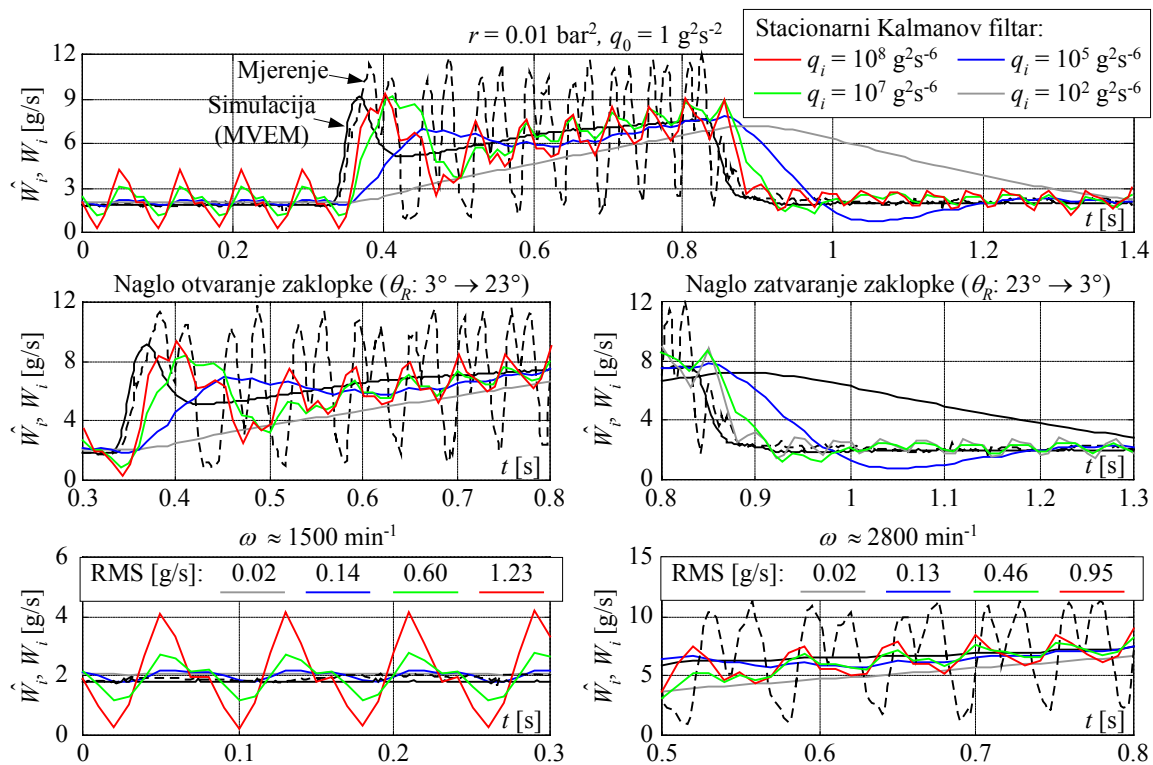 r = 0.01 bar², q₀ = 1 g²s⁻²
Stacionarni Kalmanov filtar:
qᵢ = 10⁸ g²s⁻⁶ qᵢ = 10⁵ g²s⁻⁶
qᵢ = 10⁷ g²s⁻⁶ qᵢ = 10² g²s⁻⁶
Mjerenje
Simulacija
(MVEM)
Ŵᵢ, Wᵢ [g/s]
12
9
6
3
0
t [s]
0 0.2 0.4 0.6 0.8 1 1.2 1.4
Naglo otvaranje zaklopke (θ_R: 3° → 23°)
Ŵᵢ, Wᵢ [g/s]
12
8
4
0
t [s]
0.3 0.4 0.5 0.6 0.7 0.8
Naglo zatvaranje zaklopke (θ_R: 23° → 3°)
Ŵᵢ, Wᵢ [g/s]
12
8
4
0
t [s]
0.8 0.9 1 1.1 1.2 1.3
ω ≈ 1500 min⁻¹
RMS [g/s]: 0.02 0.14 0.60 1.23
Ŵᵢ, Wᵢ [g/s]
6
4
2
0
t [s]
0 0.1 0.2 0.3
ω ≈ 2800 min⁻¹
RMS [g/s]: 0.02 0.13 0.46 0.95
Ŵᵢ, Wᵢ [g/s]
15
10
5
0
t [s]
0.5 0.6 0.7 0.8